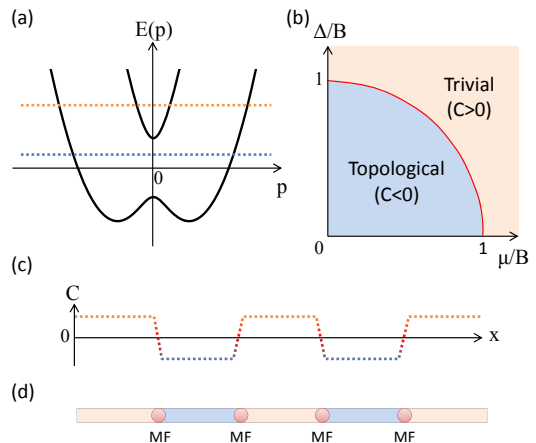 (a)
E(p)
0
p
(b)
Δ/B
1
Trivial
(C>0)
Topological
(C<0)
0
1
μ/B
(c)
C
0
x
(d)
MF MF MF MF